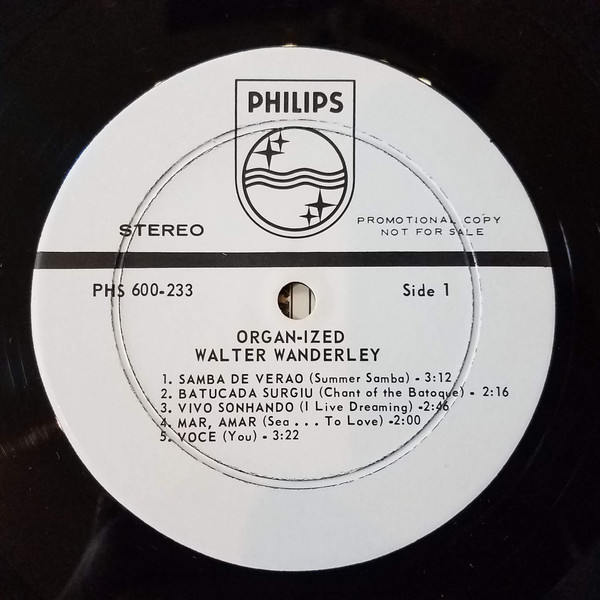 PHILIPS
STEREO
PROMOTIONAL COPY
NOT FOR SALE
PHS 600-233
Side 1
ORGAN-IZED
WALTER WANDERLEY
1. SAMBA DE VERAO (Summer Samba) - 3:12
2. BATUCADA SURGIU (Chant of the Batoque) - 2:16
3. VIVO SONHANDO (I Live Dreaming) -2:46
4. MAR, AMAR (Sea . . . To Love) -2:00
5. VOCE (You) - 3:22